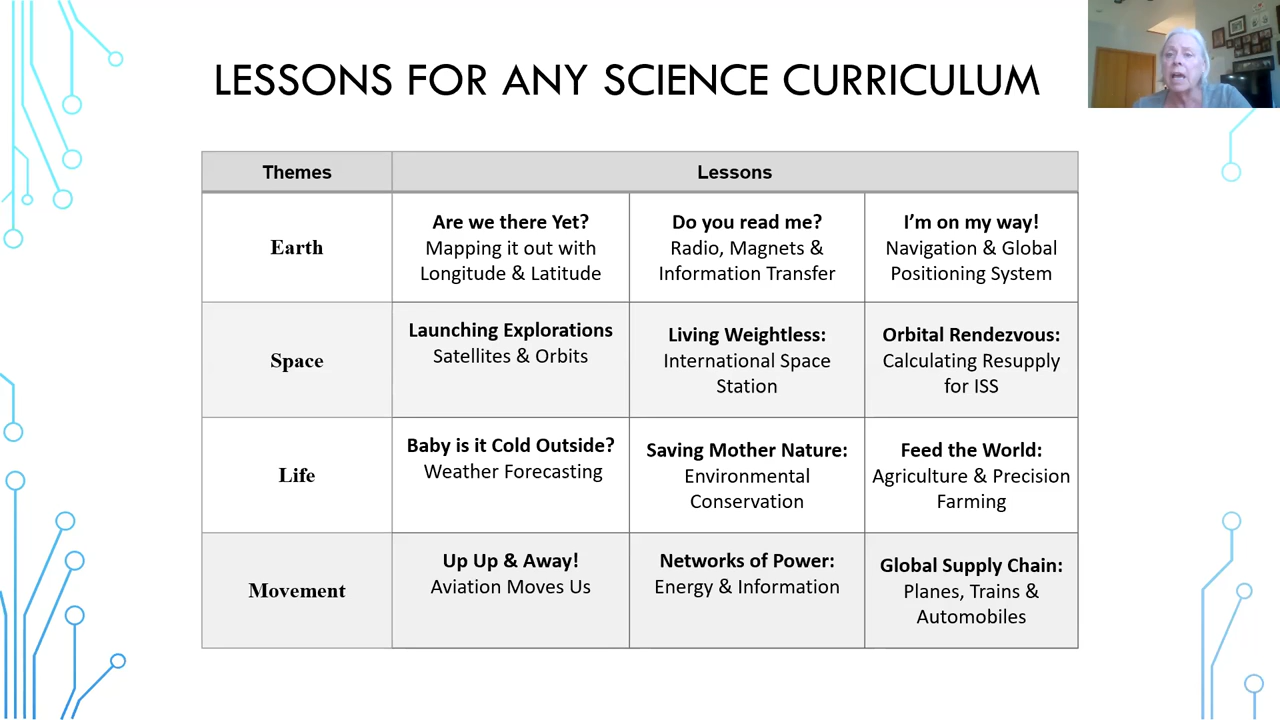 LESSONS FOR ANY SCIENCE CURRICULUM
Themes
Lessons
Earth
Are we there Yet?
Mapping it out with
Longitude & Latitude
Do you read me?
Radio, Magnets &
Information Transfer
I’m on my way!
Navigation & Global
Positioning System
Space
Launching Explorations
Satellites & Orbits
Living Weightless:
International Space
Station
Orbital Rendezvous:
Calculating Resupply
for ISS
Life
Baby is it Cold Outside?
Weather Forecasting
Saving Mother Nature:
Environmental
Conservation
Feed the World:
Agriculture & Precision
Farming
Movement
Up Up & Away!
Aviation Moves Us
Networks of Power:
Energy & Information
Global Supply Chain:
Planes, Trains &
Automobiles